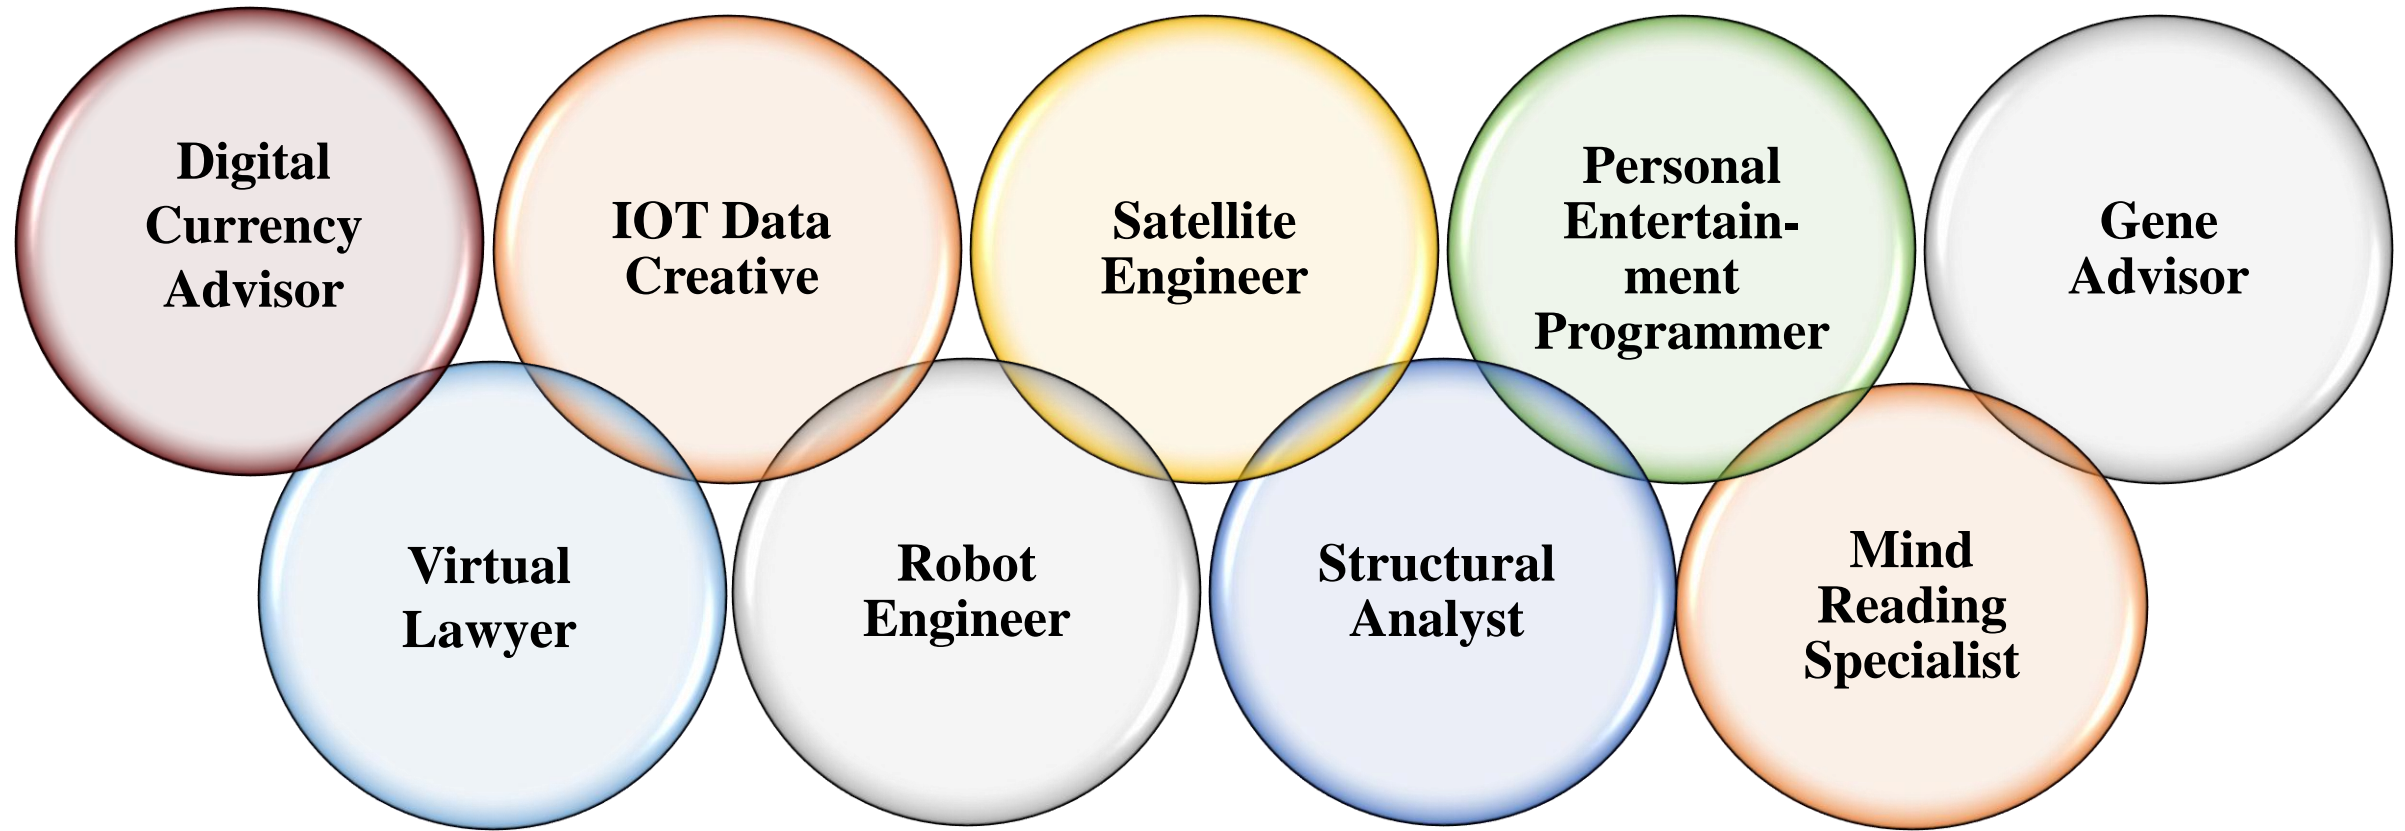 Digital
Currency
Advisor
IOT Data
Creative
Satellite
Engineer
Personal
Entertain-
ment
Programmer
Gene
Advisor
Virtual
Lawyer
Robot
Engineer
Structural
Analyst
Mind
Reading
Specialist